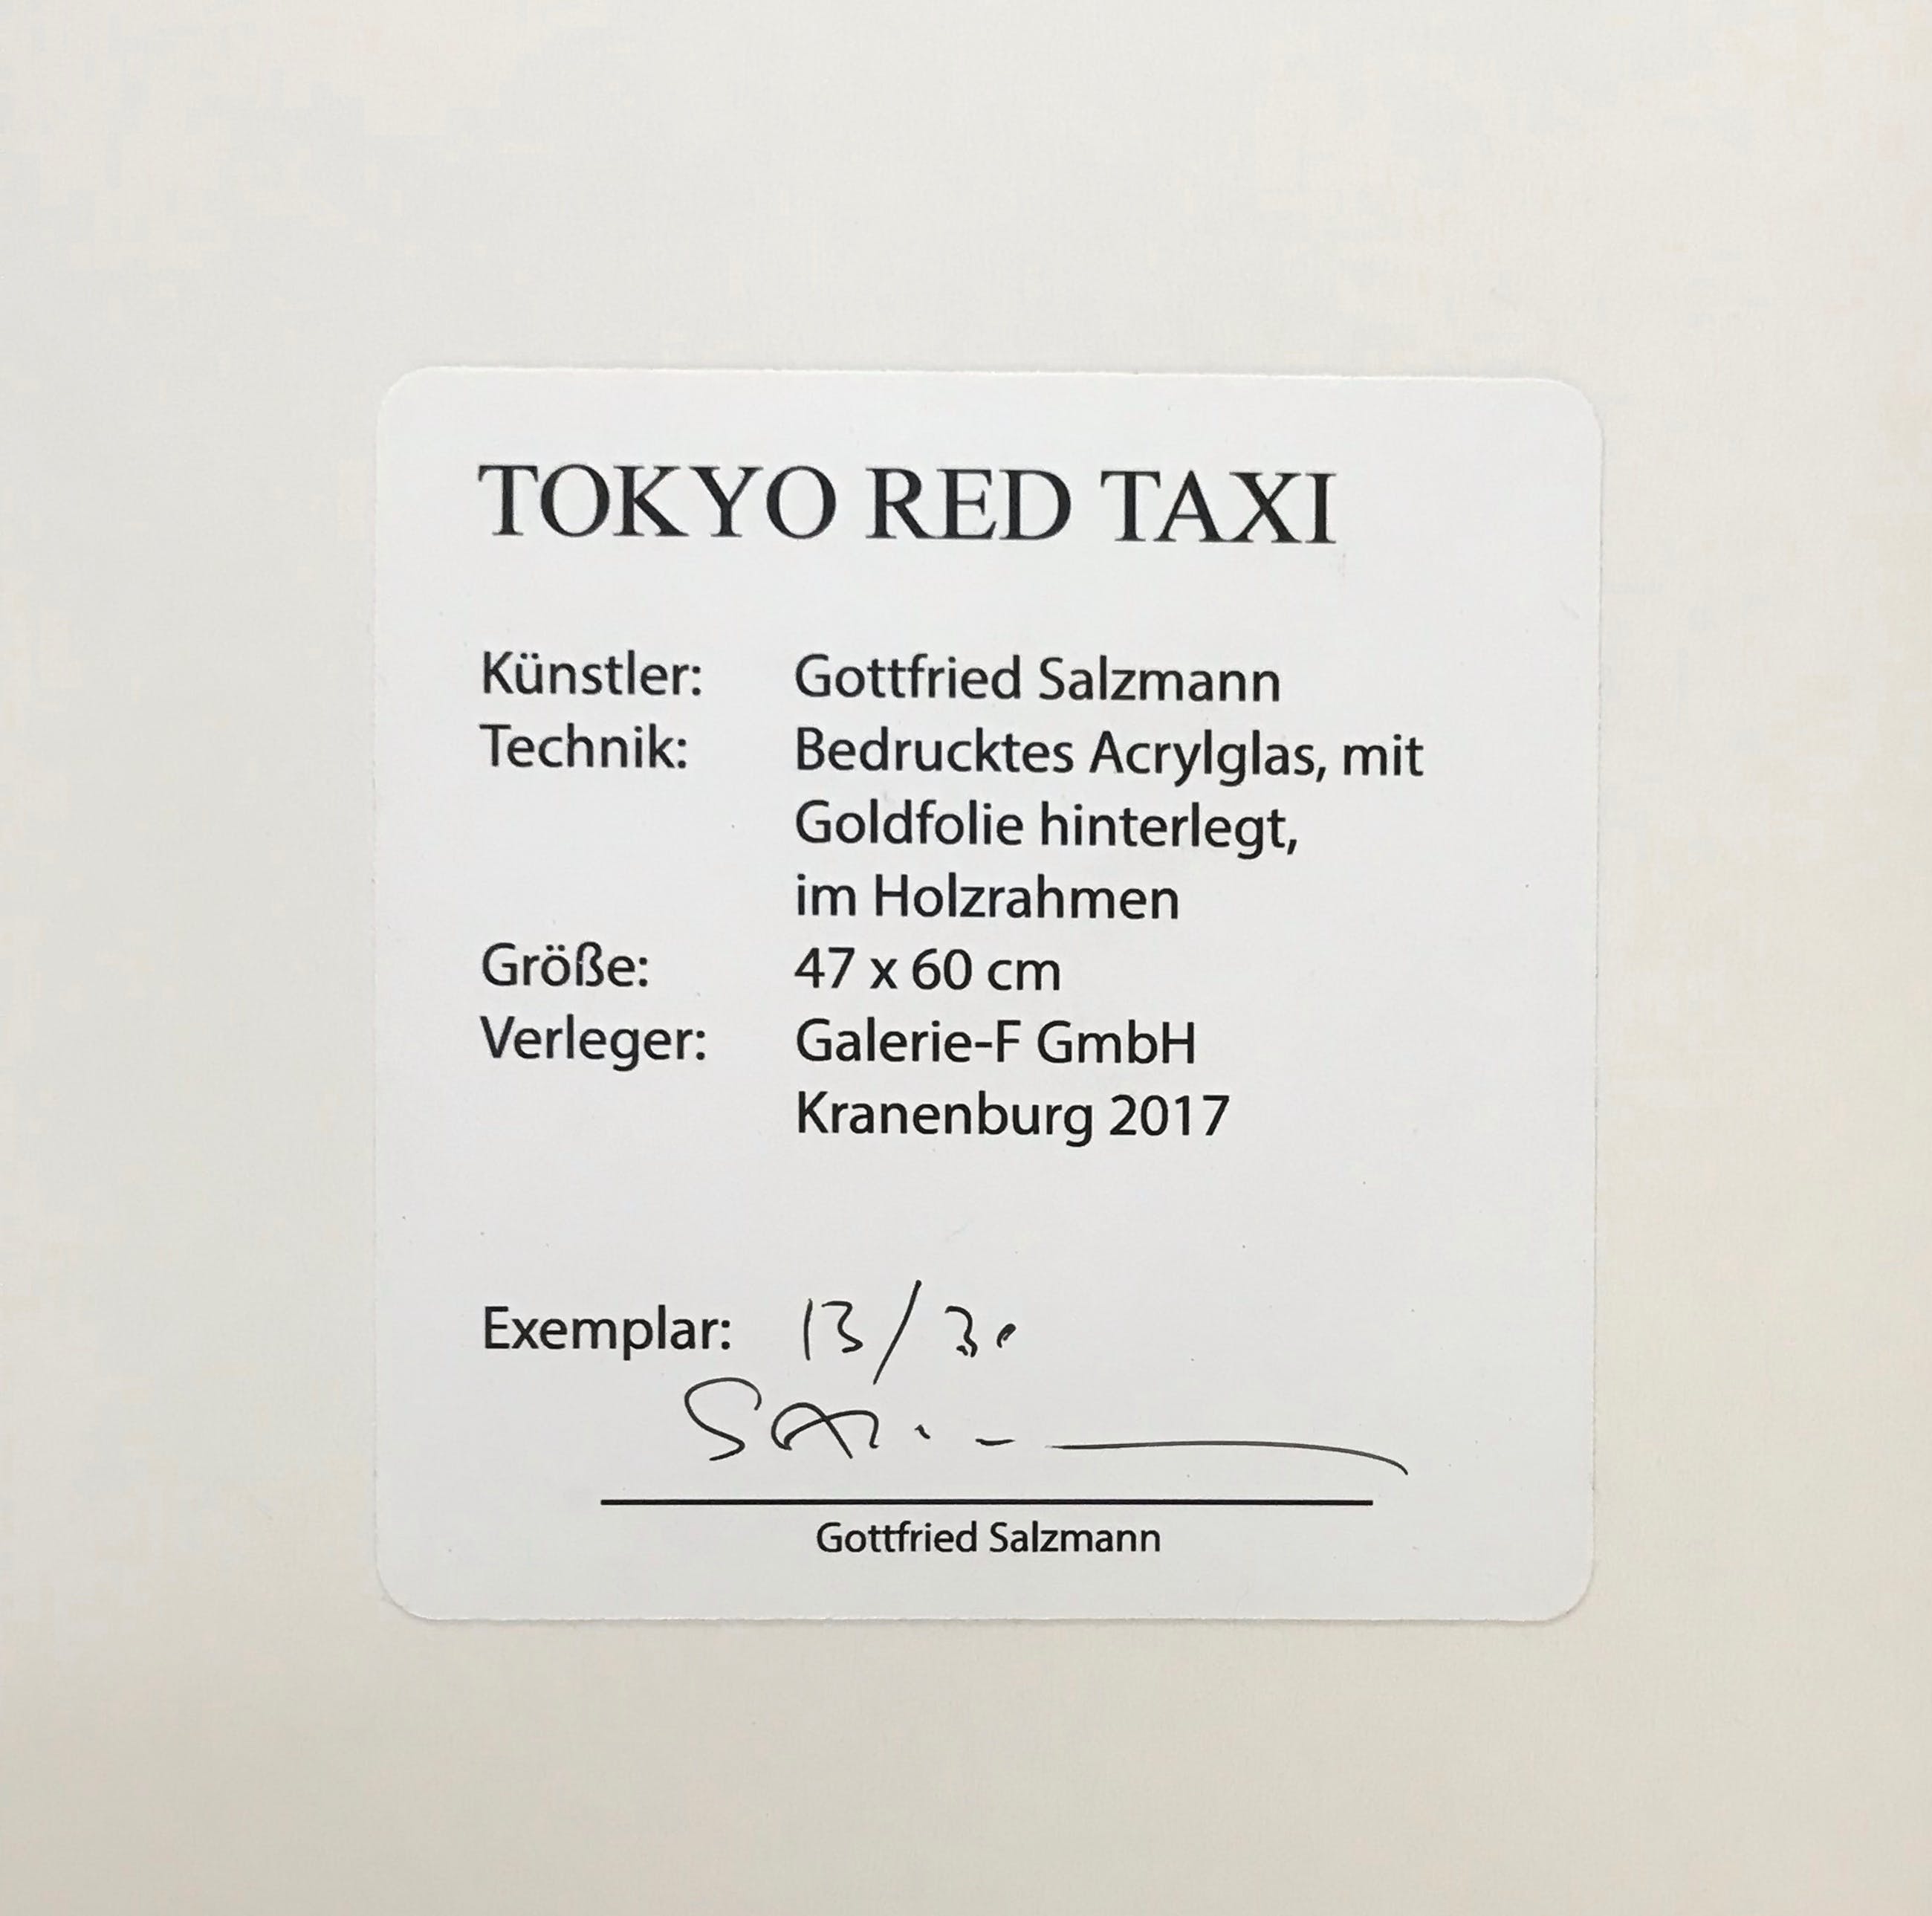 TOKYO RED TAXI
Künstler: Gottfried Salzmann
Technik: Bedrucktes Acrylglas, mit
Goldfolie hinterlegt,
im Holzrahmen
Größe: 47 x 60 cm
Verleger: Galerie-F GmbH
Kranenburg 2017
Exemplar: 13/30
Gottfried Salzmann